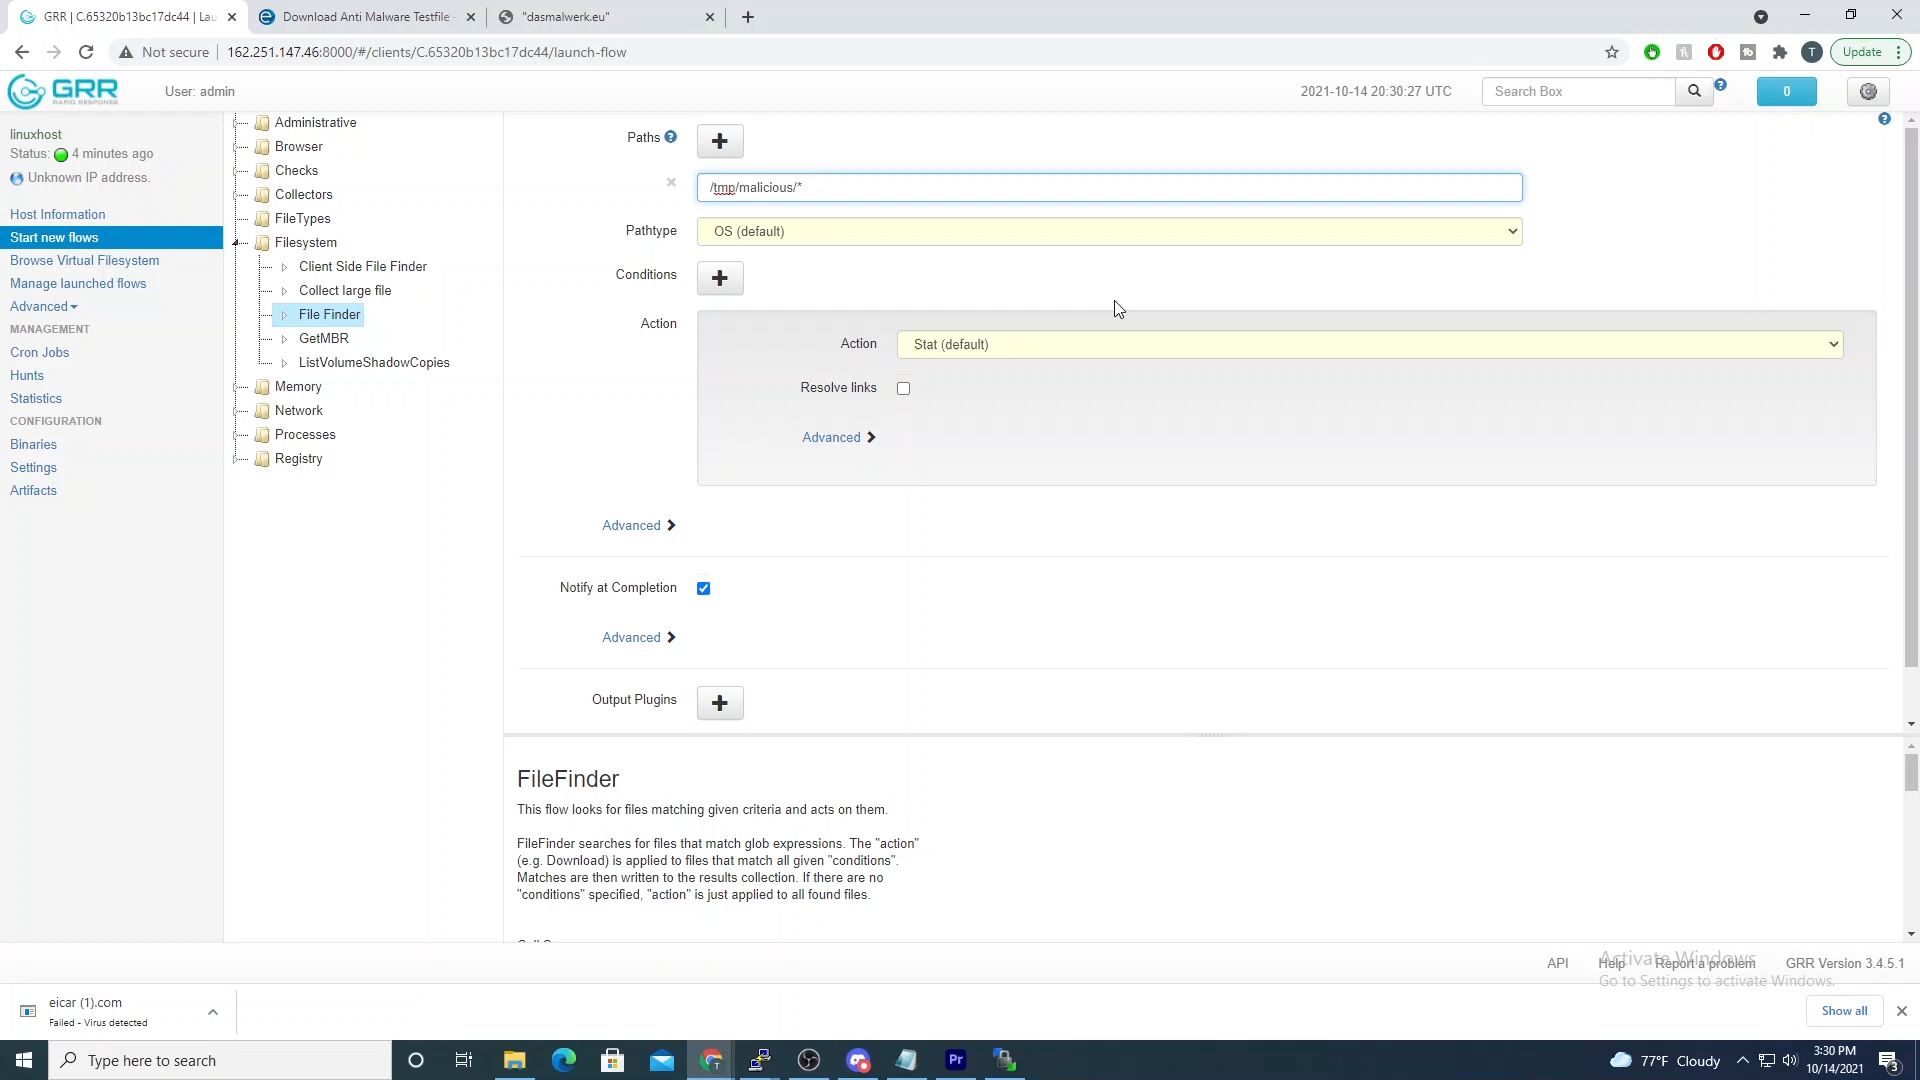 GRR | C.65320b13bc17dc44 | Lau
Download Anti Malware Testfile -
"dasmalwerk.eu"
Not secure
162.251.147.46:8000/#/clients/C.65320b13bc17dc44/launch-flow
T
Update
GRR
RAPID RESPONSE
User: admin
2021-10-14 20:30:27 UTC
Search Box
0
linuxhost
Status: 4 minutes ago
Unknown IP address.
Host Information
Start new flows
Browse Virtual Filesystem
Manage launched flows
Advanced
MANAGEMENT
Cron Jobs
Hunts
Statistics
CONFIGURATION
Binaries
Settings
Artifacts
Administrative
Browser
Checks
Collectors
FileTypes
Filesystem
Client Side File Finder
Collect large file
File Finder
GetMBR
ListVolumeShadowCopies
Memory
Network
Processes
Registry
Paths
/tmp/malicious/*
Pathtype
OS (default)
Conditions
Action
Action
Stat (default)
Resolve links
Advanced
Advanced
Notify at Completion
Advanced
Output Plugins
FileFinder
This flow looks for files matching given criteria and acts on them.
FileFinder searches for files that match glob expressions. The "action"
(e.g. Download) is applied to files that match all given "conditions".
Matches are then written to the results collection. If there are no
"conditions" specified, "action" is just applied to all found files.
API
Help
Report a problem
GRR Version 3.4.5.1
Activate Windows
Go to Settings to activate Windows.
eicar (1).com
Failed - Virus detected
Show all
Type here to search
T
Pr
77°F Cloudy
3:30 PM
10/14/2021
3